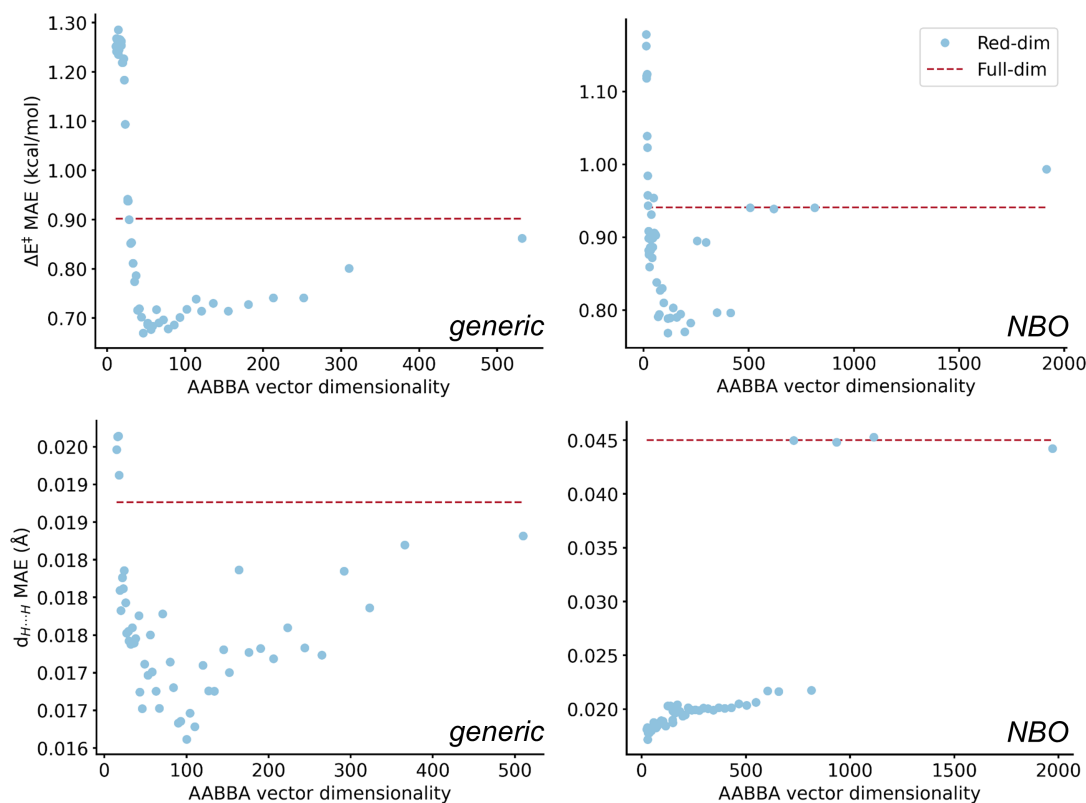 1.30
1.20
1.10
1.00
0.90
0.80
0.70
ΔE‡ MAE (kcal/mol)
0 100 200 300 400 500
AABBA vector dimensionality
generic
1.10
1.00
0.90
0.80
Red-dim
Full-dim
0 500 1000 1500 2000
AABBA vector dimensionality
NBO
0.020
0.019
0.019
0.018
0.018
0.018
0.017
0.017
0.016
dH···H MAE (Å)
0 100 200 300 400 500
AABBA vector dimensionality
generic
0.045
0.040
0.035
0.030
0.025
0.020
0 500 1000 1500 2000
AABBA vector dimensionality
NBO